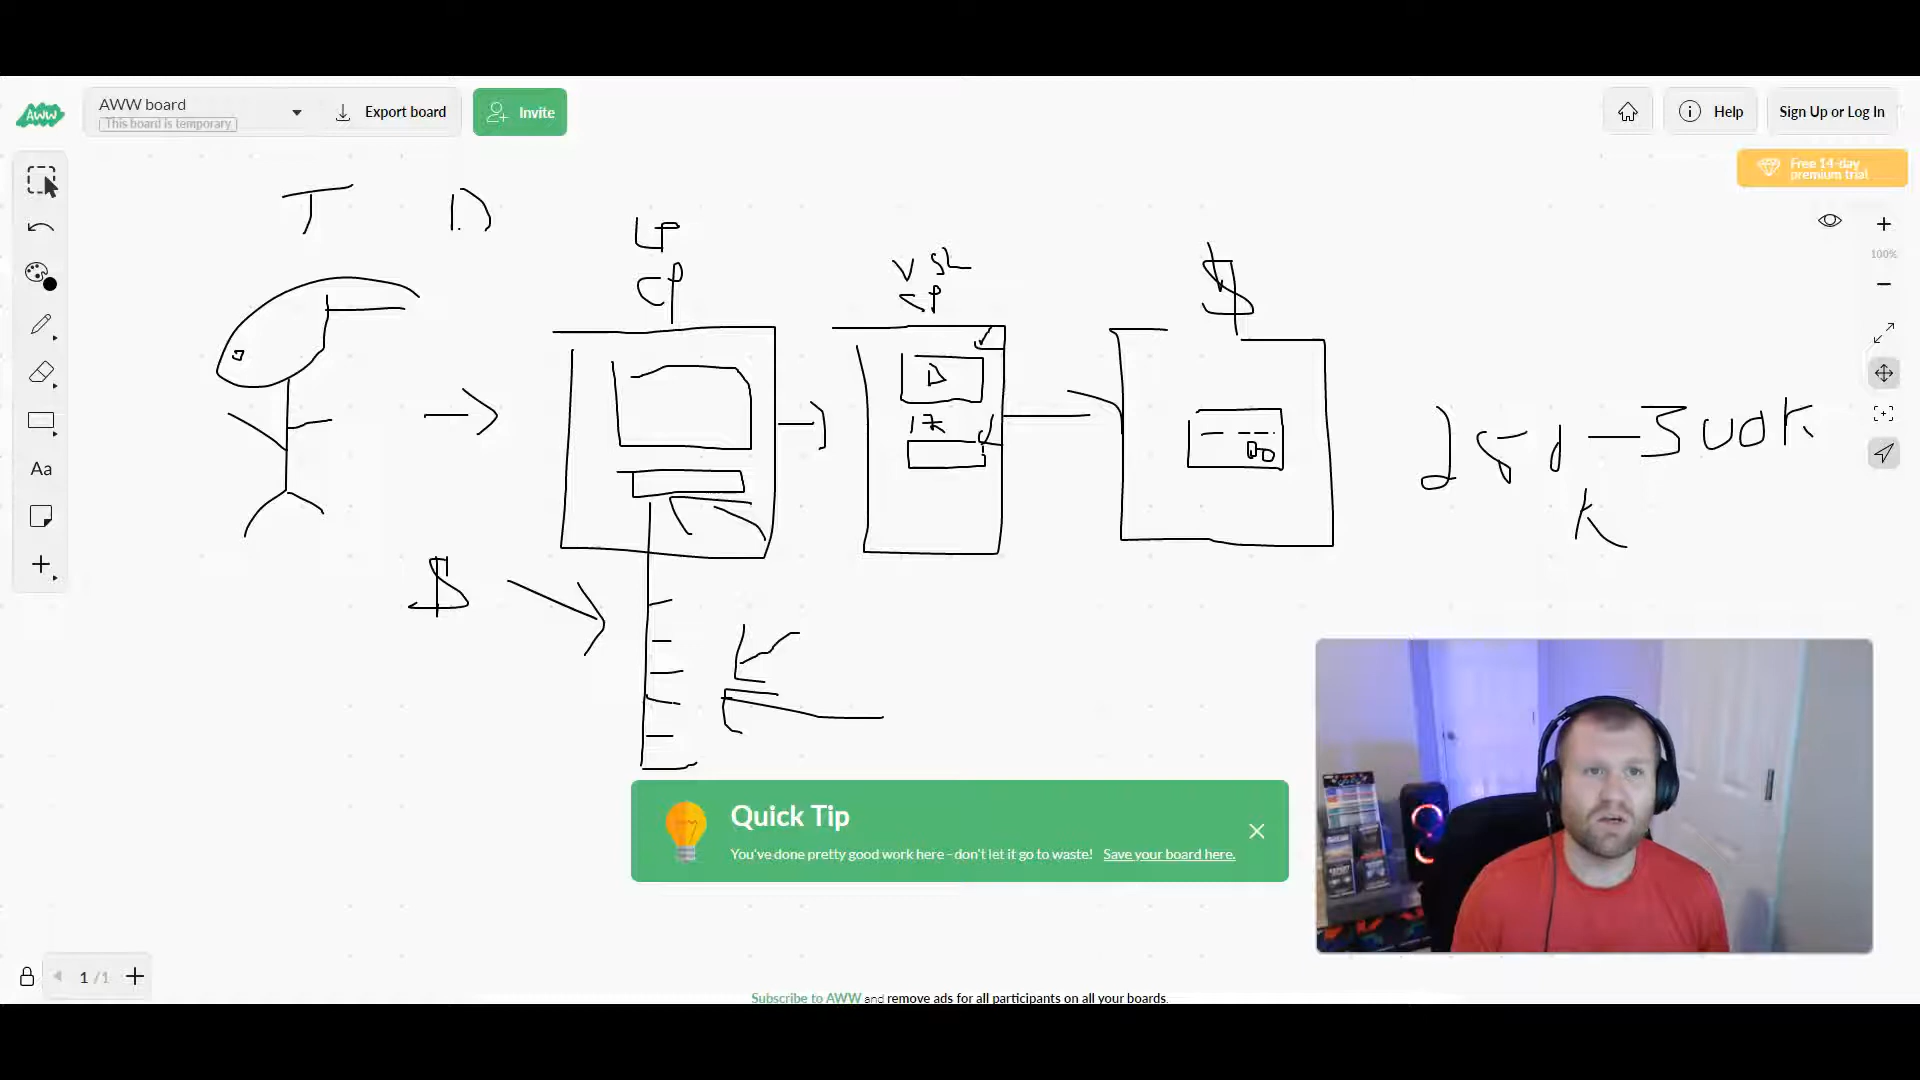 AWW
AWW board
This board is temporary
Export board
Invite
Help
Sign Up or Log In
Free 14-day
premium trial
100%
T D
LP
CP
VSL
CP
$
$
Aa
Quick Tip
You've done pretty good work here - don't let it go to waste! Save your board here.
1 /1
Subscribe to AWW and remove ads for all participants on all your boards.